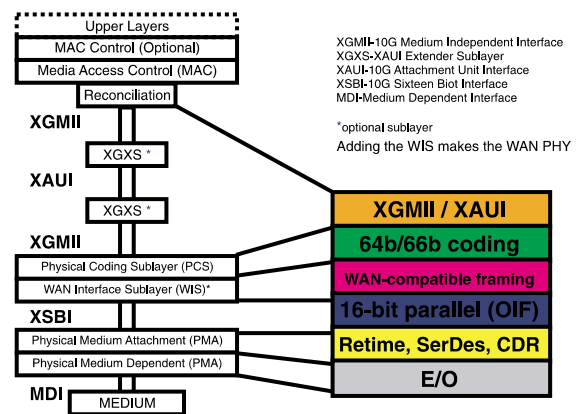 Upper Layers
MAC Control (Optional)
Media Access Control (MAC)
Reconciliation
XGMII
XGXS *
XAUI
XGXS *
XGMII
Physical Coding Sublayer (PCS)
WAN Interface Sublayer (WIS)*
XSBI
Physical Medium Attachment (PMA)
Physical Medium Dependent (PMA)
MDI
MEDIUM
XGMII-10G Medium Independent Interface
XGXS-XAUI Extender Sublayer
XAUI-10G Attachment Unit Interface
XSBI-10G Sixteen Biot Interface
MDI-Medium Dependent Interface
*optional sublayer
Adding the WIS makes the WAN PHY
XGMII / XAUI
64b/66b coding
WAN-compatible framing
16-bit parallel (OIF)
Retime, SerDes, CDR
E/O